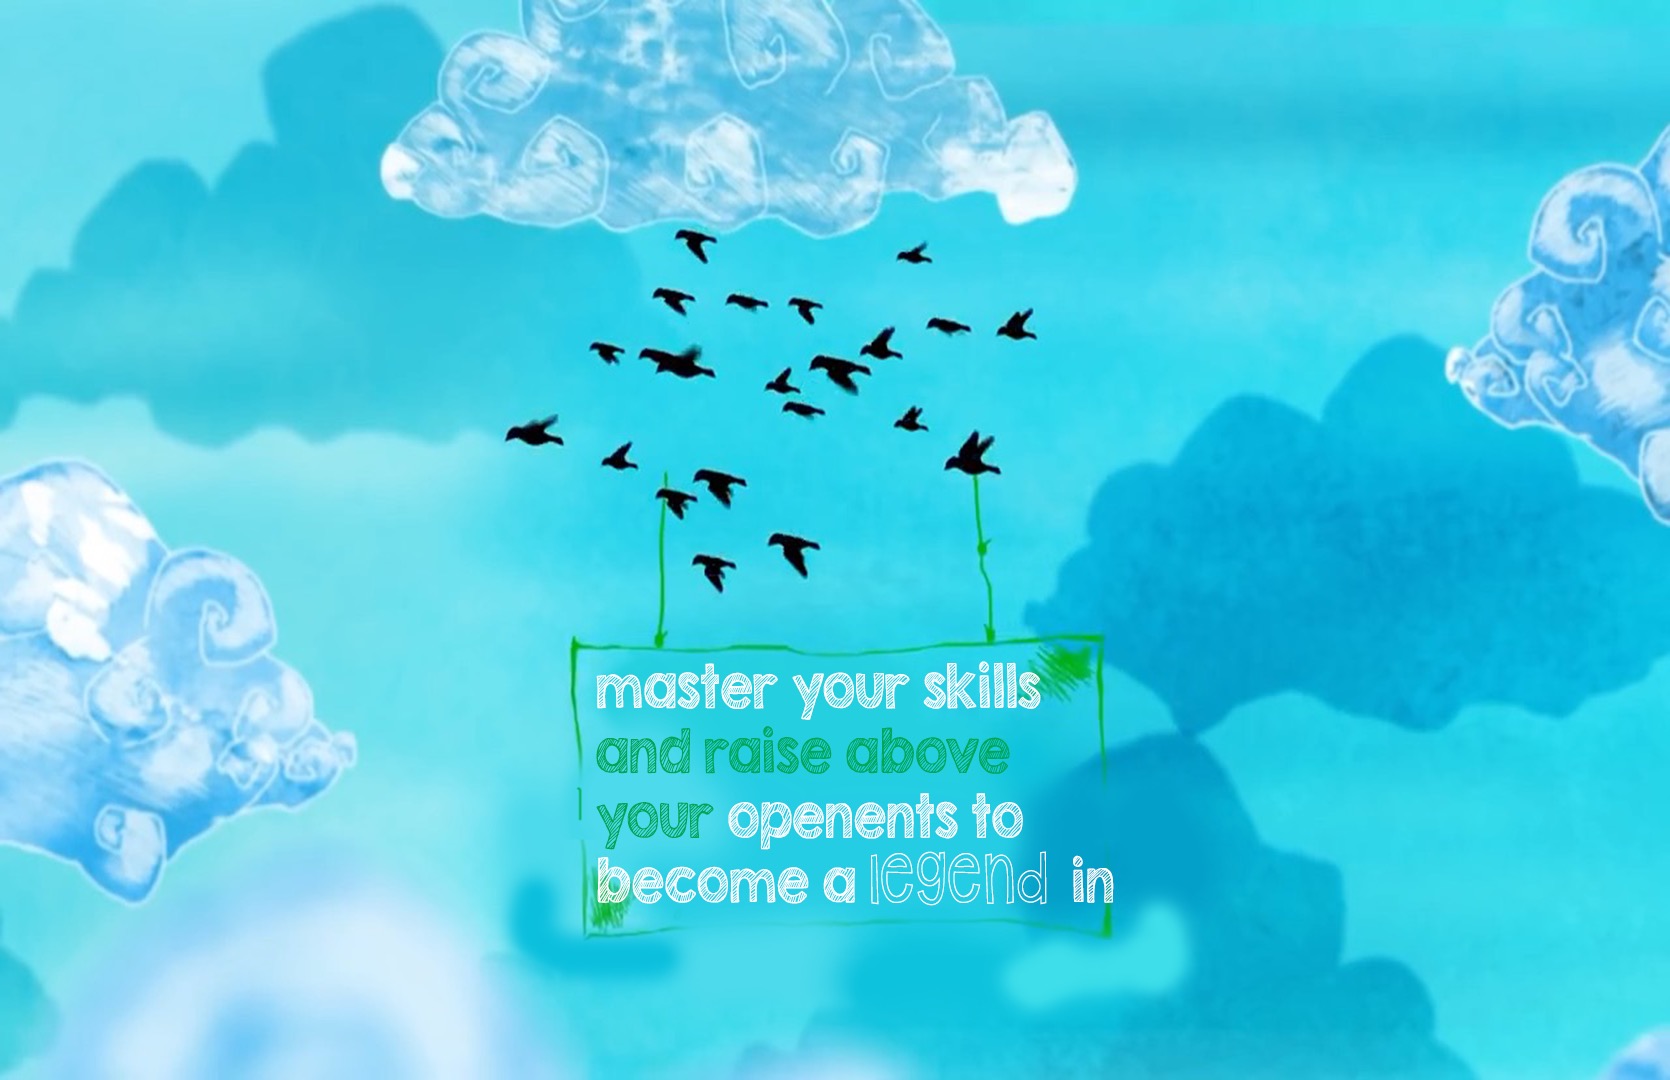 master your skills
and raise above
your openents to
become a legend in